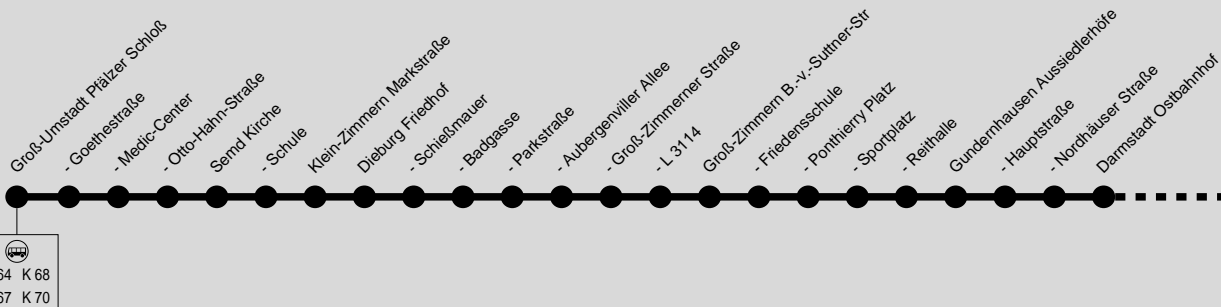 Groß-Umstadt Pfälzer Schloß
- Goethestraße
- Medic-Center
- Otto-Hahn-Straße
Semd Kirche
- Schule
Klein-Zimmern Markstraße
Dieburg Friedhof
- Schießmauer
- Badgasse
- Parkstraße
- Aubergenviller Allee
- Groß-Zimmerner Straße
- L 3114
Groß-Zimmern B.-v.-Suttner-Str
- Friedensschule
- Ponthierry Platz
- Sportplatz
- Reithalle
Gundernhausen Aussiedlerhöfe
- Hauptstraße
- Nordhäuser Straße
Darmstadt Ostbahnhof
64 K 68
67 K 70